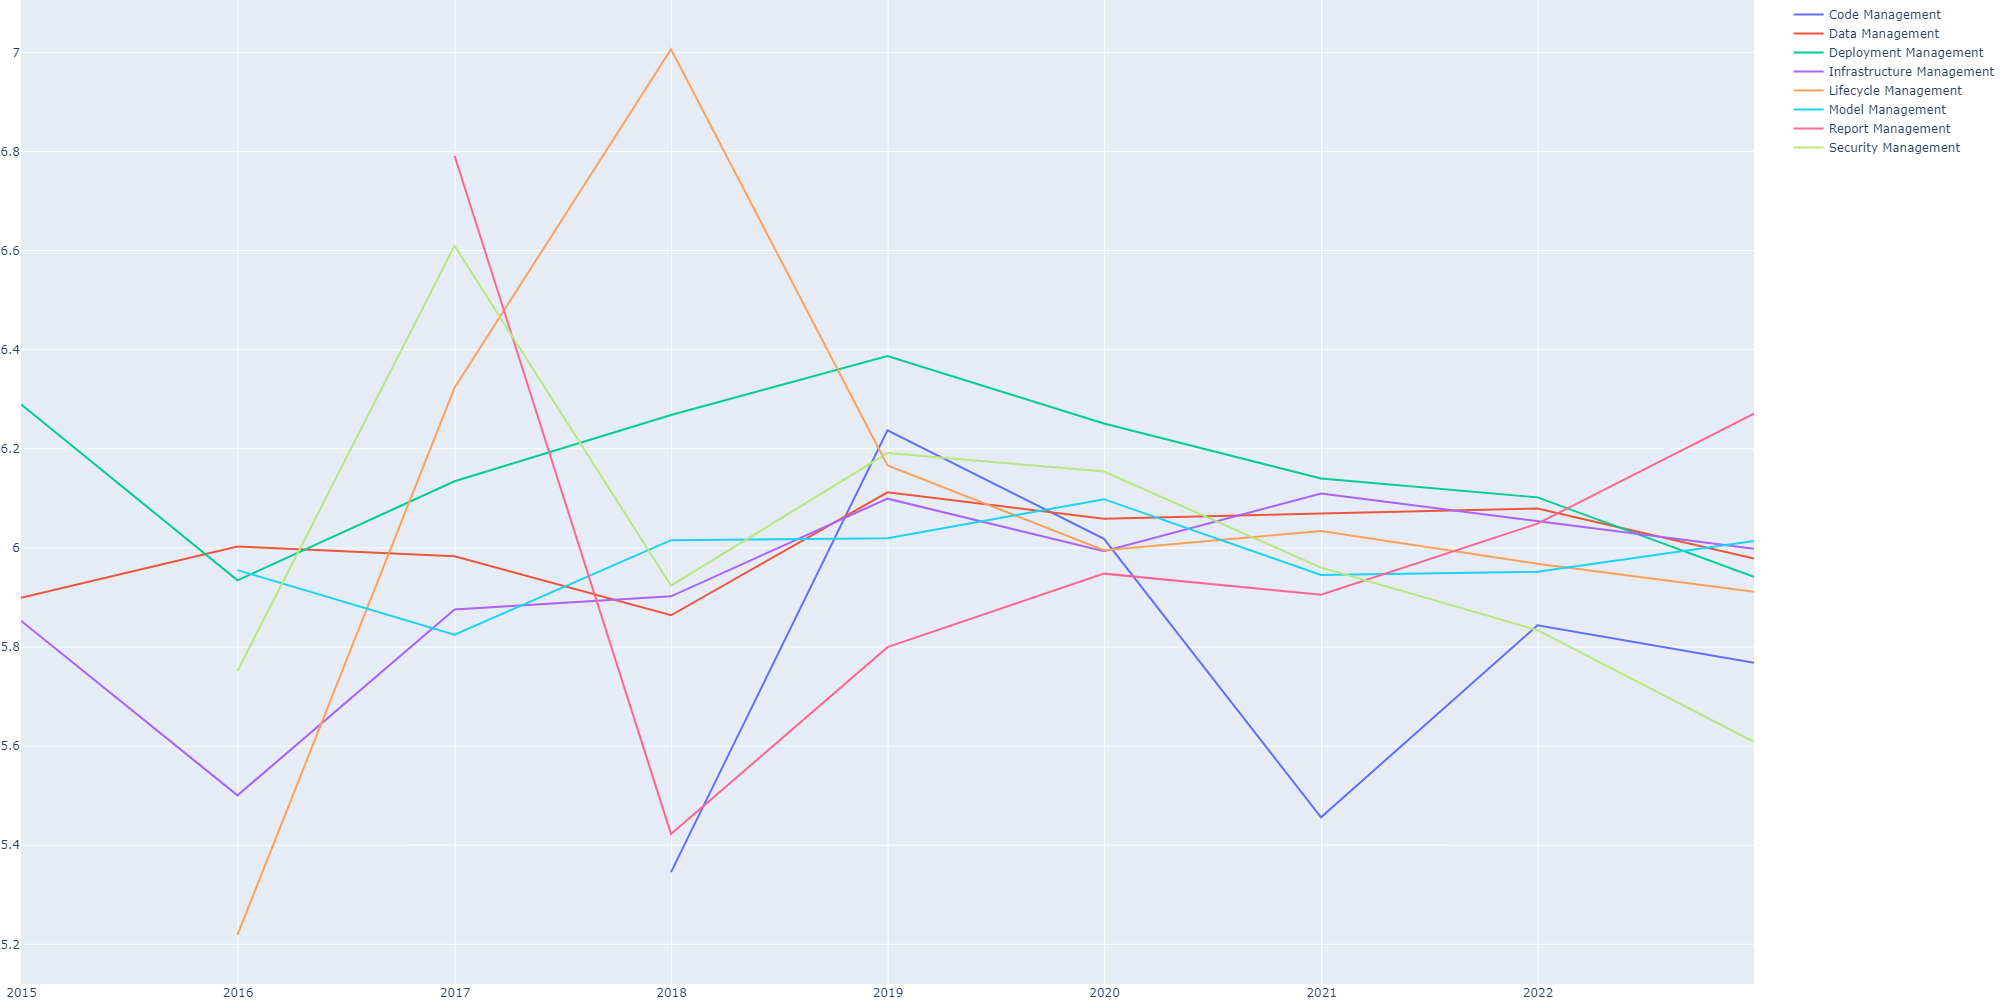 Code Management
Data Management
Deployment Management
Infrastructure Management
Lifecycle Management
Model Management
Report Management
Security Management
7
6.8
6.6
6.4
6.2
6
5.8
5.6
5.4
5.2
2015 2016 2017 2018 2019 2020 2021 2022